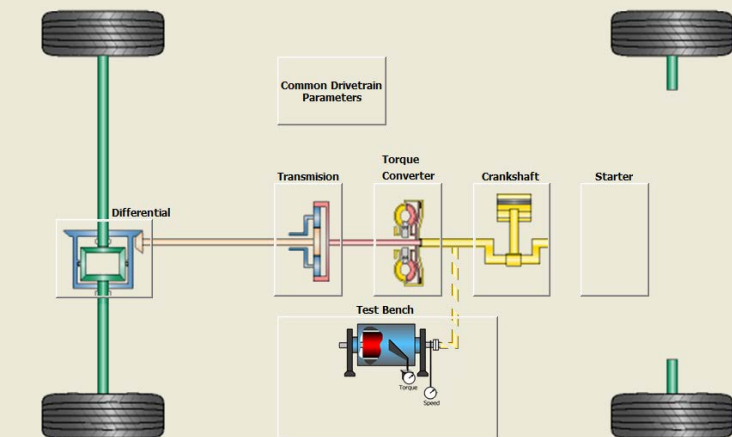 Common Drivetrain
Parameters
Torque
Transmision
Converter
Crankshaft
Starter
Differential
Test Bench
Torque
Speed